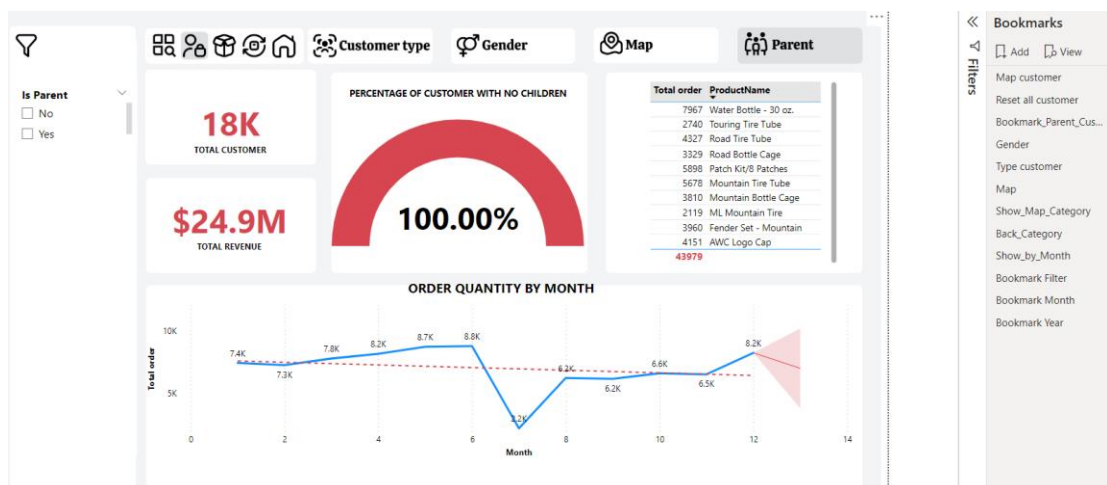 Customer type
Gender
Map
Parent
Is Parent
No
Yes
18K
TOTAL CUSTOMER
$24.9M
TOTAL REVENUE
PERCENTAGE OF CUSTOMER WITH NO CHILDREN
100.00%
Total order ProductName
7967 Water Bottle - 30 oz.
2740 Touring Tire Tube
4327 Road Tire Tube
3329 Road Bottle Cage
5898 Patch Kit/8 Patches
5678 Mountain Tire Tube
3810 Mountain Bottle Cage
2119 ML Mountain Tire
3960 Fender Set - Mountain
4151 AWC Logo Cap
43979
ORDER QUANTITY BY MONTH
Total order
10K
5K
7.4K
7.3K
7.8K
8.2K
8.7K
8.8K
2.2K
6.2K
6.2K
6.6K
6.5K
8.2K
0 2 4 6 8 10 12 14
Month
Filters
Bookmarks
Add View
Map customer
Reset all customer
Bookmark_Parent_Cus...
Gender
Type customer
Map
Show_Map_Category
Back_Category
Show_by_Month
Bookmark Filter
Bookmark Month
Bookmark Year